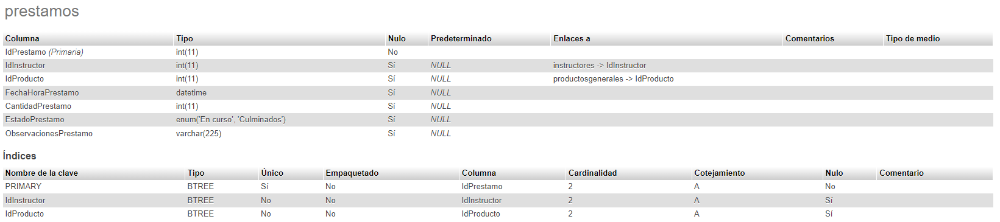 prestamos
Columna Tipo Nulo Predeterminado Enlaces a Comentarios Tipo de medio
IdPrestamo (Primaria) int(11) No
IdInstructor int(11) Sí NULL instructores -> IdInstructor
IdProducto int(11) Sí NULL productosgenerales -> IdProducto
FechaHoraPrestamo datetime Sí NULL
CantidadPrestamo int(11) Sí NULL
EstadoPrestamo enum('En curso', 'Culminados') Sí NULL
ObservacionesPrestamo varchar(225) Sí NULL
Índices
Nombre de la clave Tipo Único Empaquetado Columna Cardinalidad Cotejamiento Nulo Comentario
PRIMARY BTREE Sí No IdPrestamo 2 A No
IdInstructor BTREE No No IdInstructor 2 A Sí
IdProducto BTREE No No IdProducto 2 A Sí